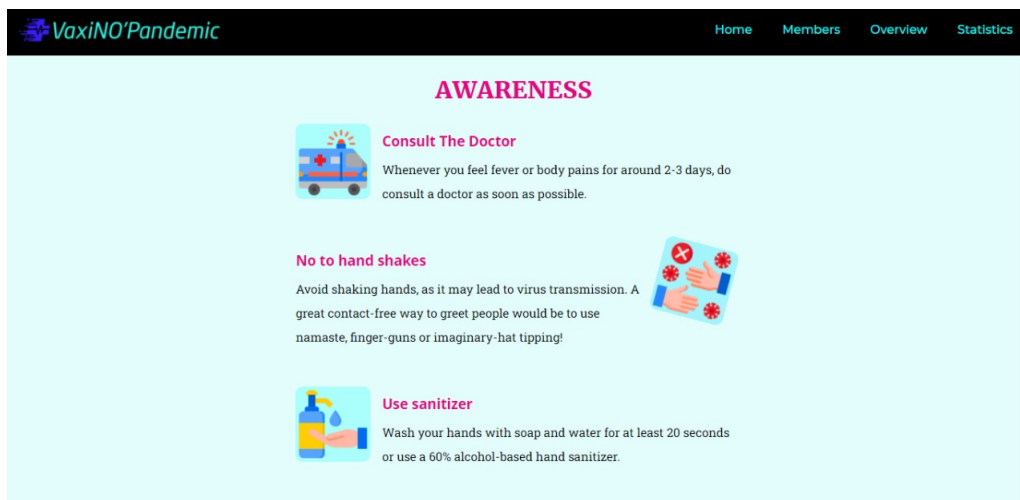 VaxiNO'Pandemic
Home Members Overview Statistics
AWARENESS
Consult The Doctor
Whenever you feel fever or body pains for around 2-3 days, do
consult a doctor as soon as possible.
No to hand shakes
Avoid shaking hands, as it may lead to virus transmission. A
great contact-free way to greet people would be to use
namaste, finger-guns or imaginary-hat tipping!
Use sanitizer
Wash your hands with soap and water for at least 20 seconds
or use a 60% alcohol-based hand sanitizer.